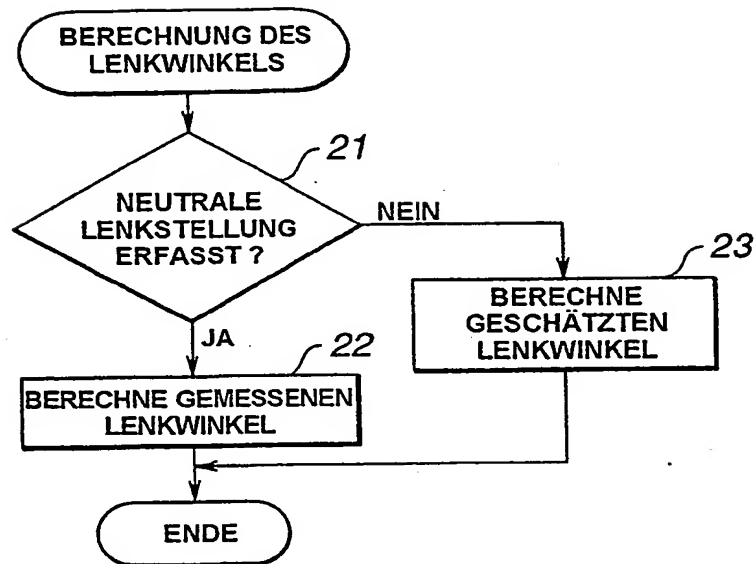 BERECHNUNG DES
LENKWINKELS
21
NEUTRALE
LENKSTELLUNG
ERFASST ?
NEIN
23
BERECHNE
GESCHÄTZTEN
LENKWINKEL
JA
22
BERECHNE GEMESSENEN
LENKWINKEL
ENDE